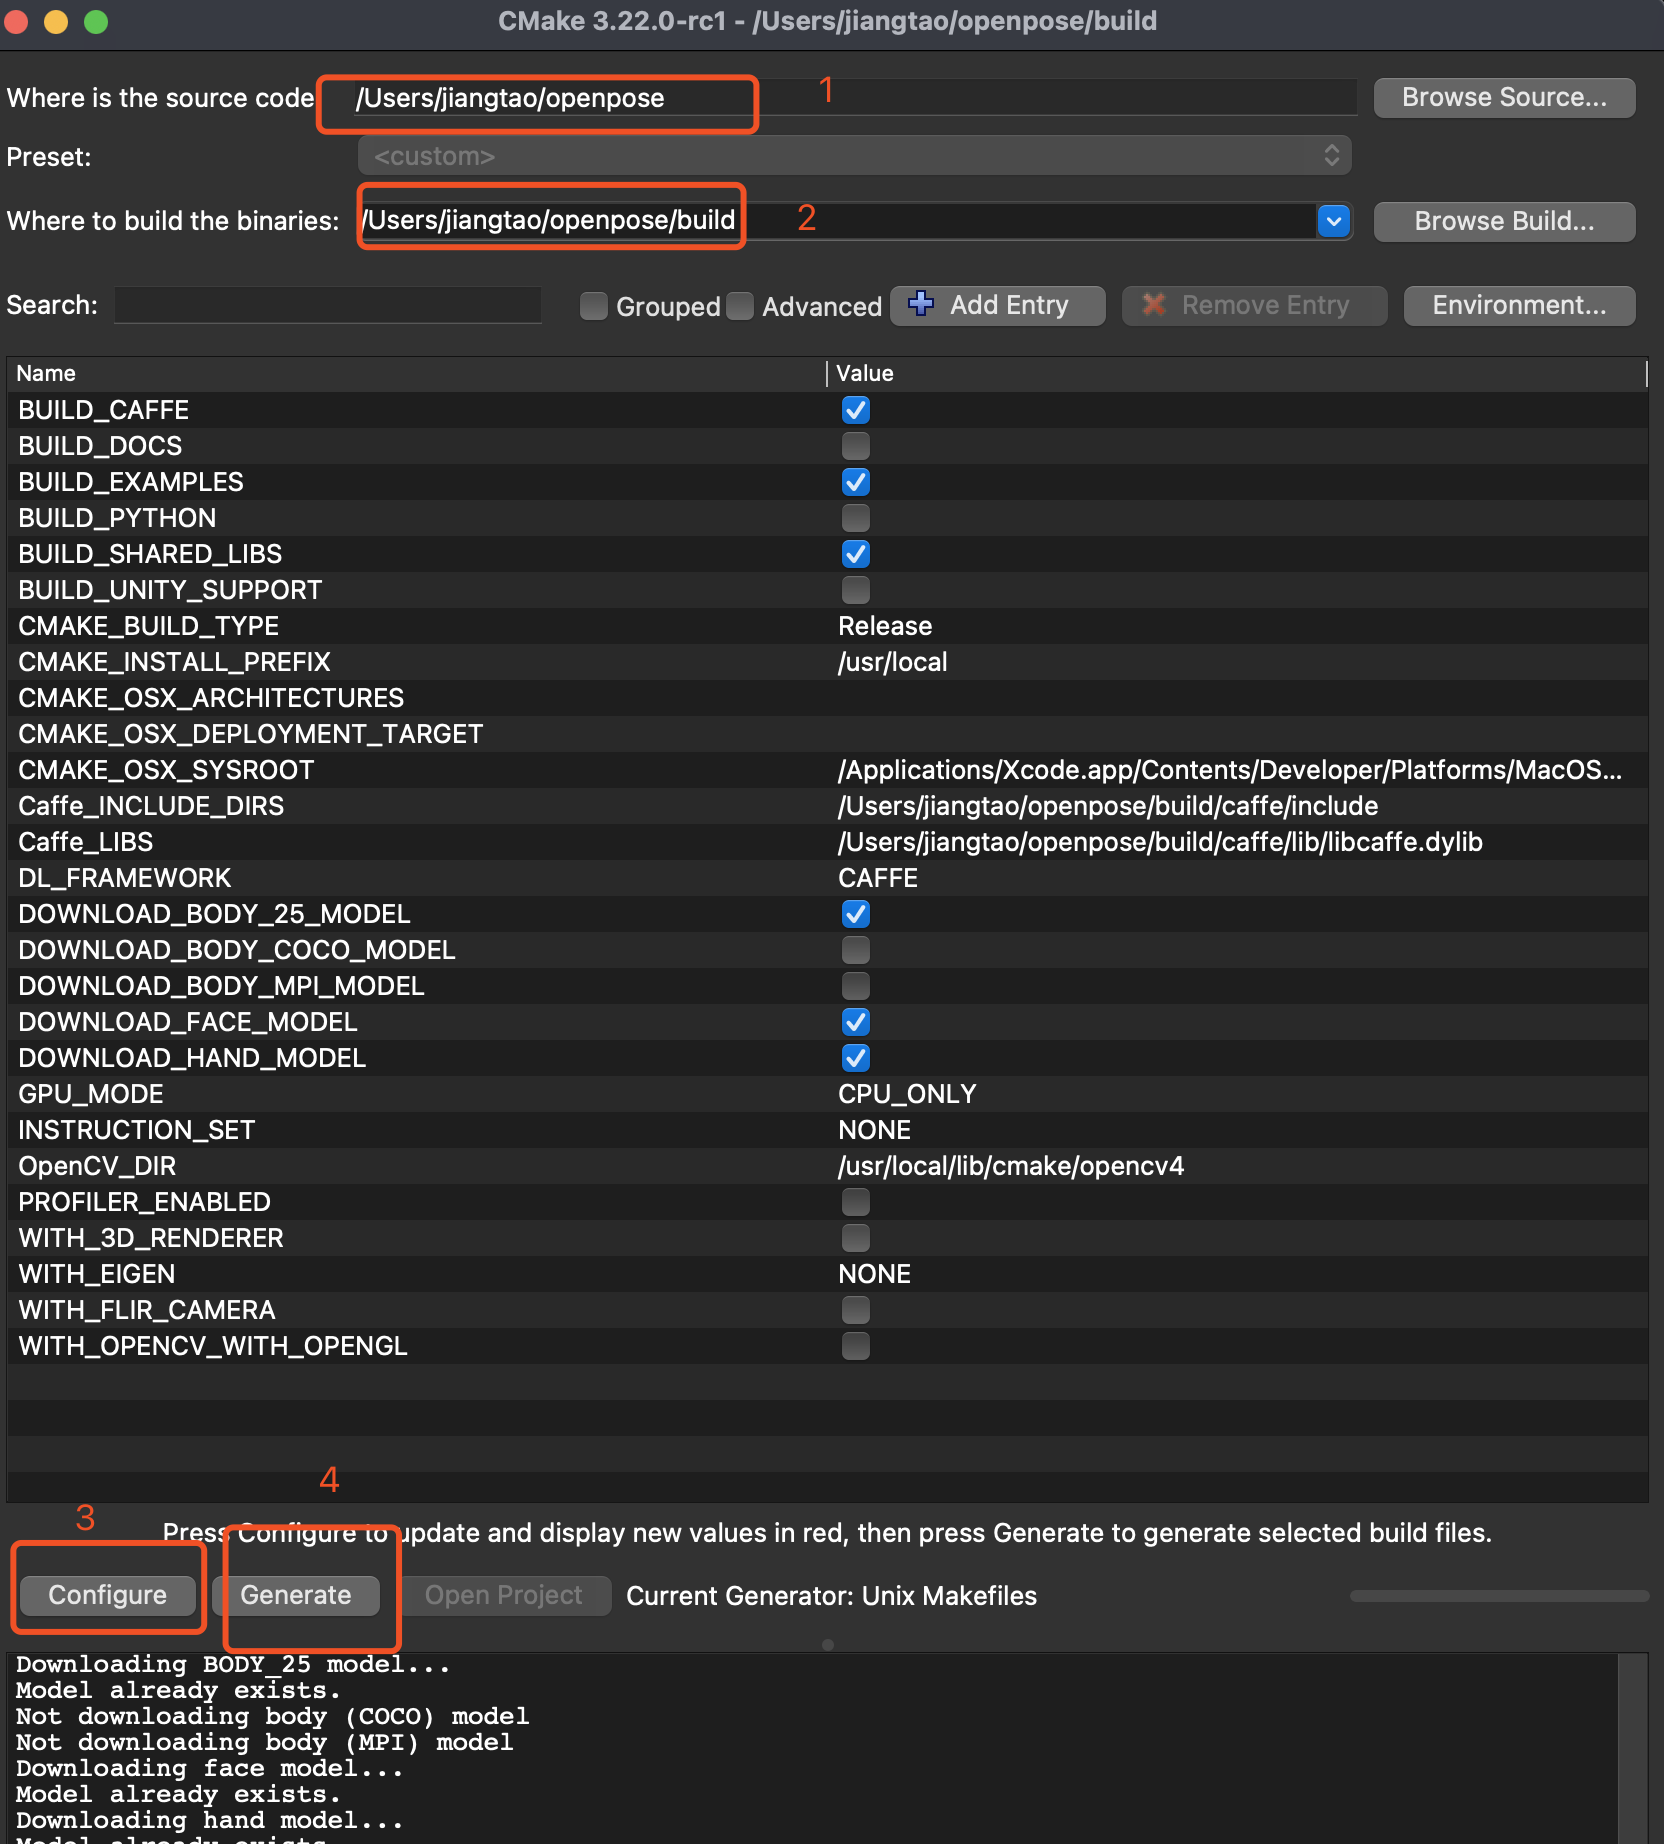 CMake 3.22.0-rc1 - /Users/jiangtao/openpose/build
Where is the source code /Users/jiangtao/openpose 1 Browse Source...
Preset: <custom>
Where to build the binaries: /Users/jiangtao/openpose/build 2 Browse Build...
Search: Grouped Advanced Add Entry Remove Entry Environment...
Name Value
BUILD_CAFFE
BUILD_DOCS
BUILD_EXAMPLES
BUILD_PYTHON
BUILD_SHARED_LIBS
BUILD_UNITY_SUPPORT
CMAKE_BUILD_TYPE Release
CMAKE_INSTALL_PREFIX /usr/local
CMAKE_OSX_ARCHITECTURES
CMAKE_OSX_DEPLOYMENT_TARGET
CMAKE_OSX_SYSROOT /Applications/Xcode.app/Contents/Developer/Platforms/MacOS...
Caffe_INCLUDE_DIRS /Users/jiangtao/openpose/build/caffe/include
Caffe_LIBS /Users/jiangtao/openpose/build/caffe/lib/libcaffe.dylib
DL_FRAMEWORK CAFFE
DOWNLOAD_BODY_25_MODEL
DOWNLOAD_BODY_COCO_MODEL
DOWNLOAD_BODY_MPI_MODEL
DOWNLOAD_FACE_MODEL
DOWNLOAD_HAND_MODEL
GPU_MODE CPU_ONLY
INSTRUCTION_SET NONE
OpenCV_DIR /usr/local/lib/cmake/opencv4
PROFILER_ENABLED
WITH_3D_RENDERER
WITH_EIGEN NONE
WITH_FLIR_CAMERA
WITH_OPENCV_WITH_OPENGL
4
3
Press Configure to update and display new values in red, then press Generate to generate selected build files.
Configure Generate Open Project Current Generator: Unix Makefiles
Downloading BODY_25 model...
Model already exists.
Not downloading body (COCO) model
Not downloading body (MPI) model
Downloading face model...
Model already exists.
Downloading hand model...
Model already exists